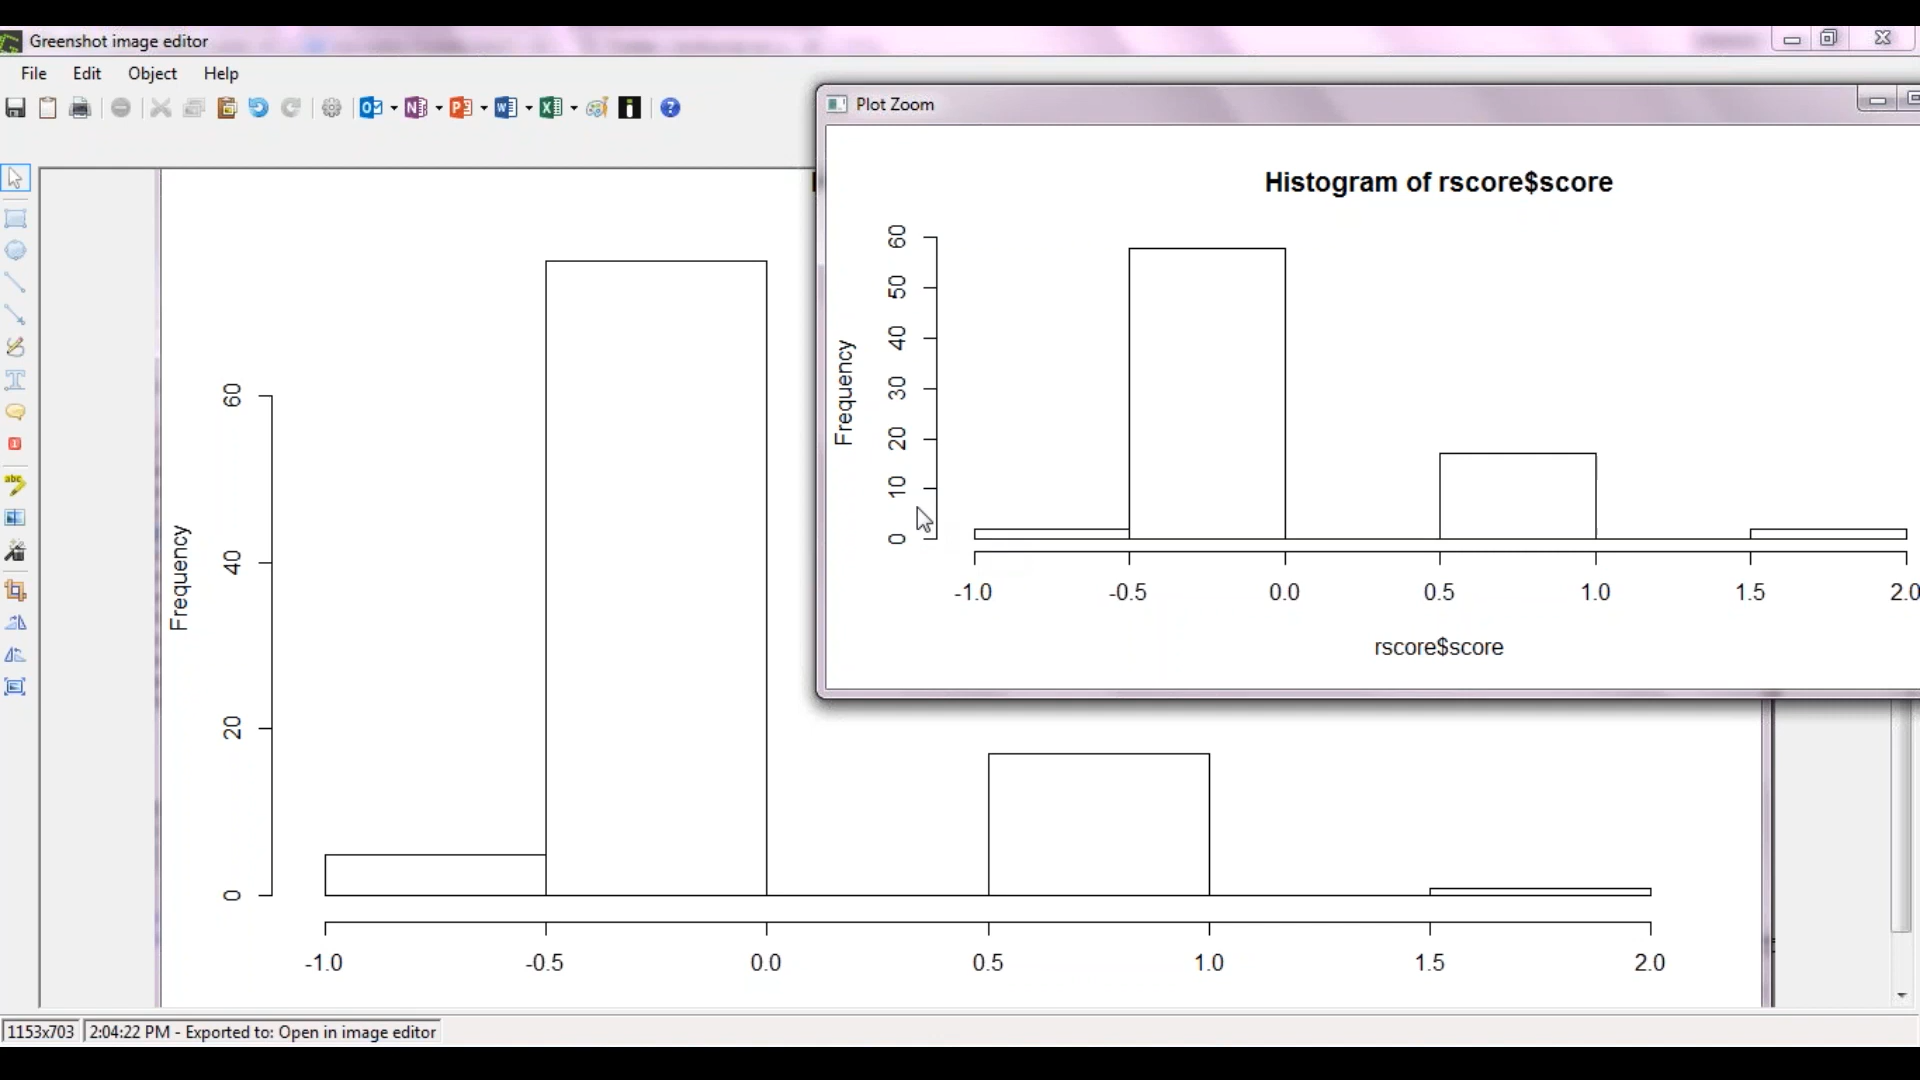 Greenshot image editor
File Edit Object Help
Plot Zoom
Histogram of rscore$score
Frequency
60
50
40
30
20
10
0
-1.0 -0.5 0.0 0.5 1.0 1.5 2.0
rscore$score
Frequency
60
40
20
0
-1.0 -0.5 0.0 0.5 1.0 1.5 2.0
1153x703 2:04:22 PM - Exported to: Open in image editor